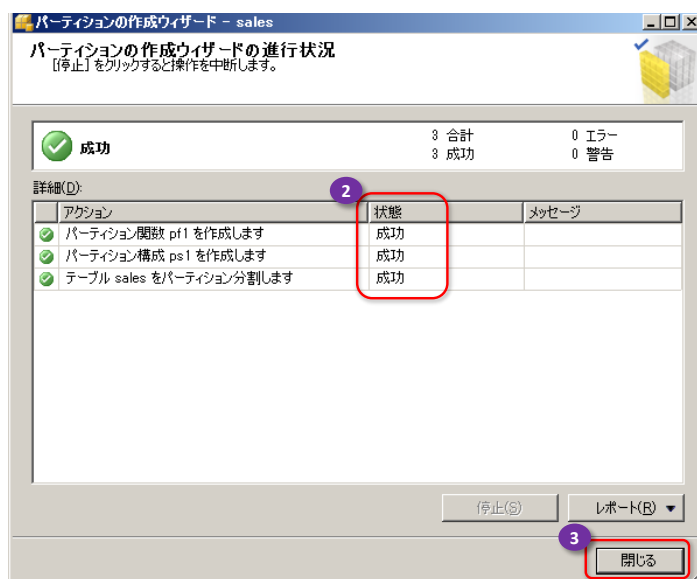 パーティションの作成ウィザード - sales
パーティションの作成ウィザードの進行状況
[停止] をクリックすると操作を中断します。
成功
3 合計
0 エラー
3 成功
0 警告
詳細(D):
2
アクション 状態 メッセージ
パーティション関数 pf1 を作成します 成功
パーティション構成 ps1 を作成します 成功
テーブル sales をパーティション分割します 成功
停止(S) レポート(R)
3
閉じる